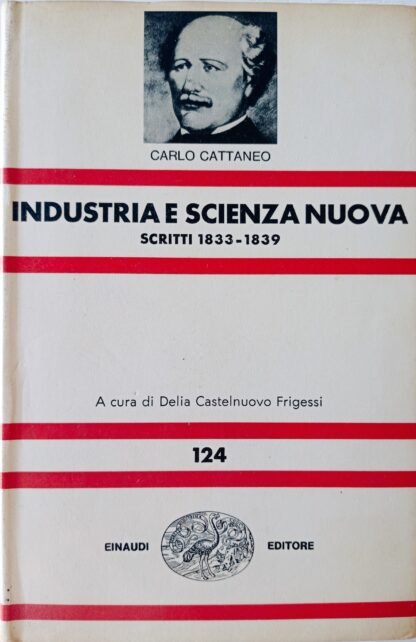 CARLO CATTANEO
INDUSTRIA E SCIENZA NUOVA
SCRITTI 1833-1839
A cura di Delia Castelnuovo Frigessi
124
EINAUDI EDITORE